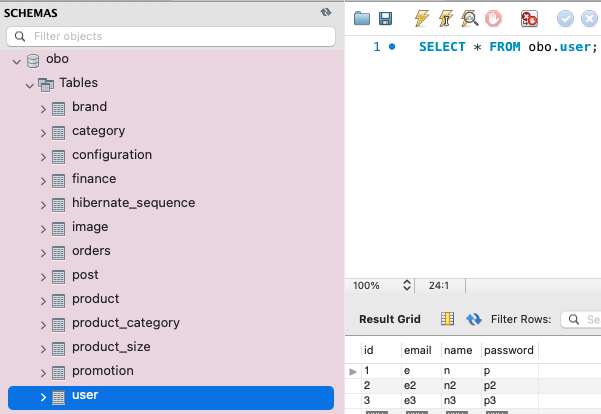 SCHEMAS
Filter objects
obo
Tables
brand
category
configuration
finance
hibernate_sequence
image
orders
post
product
product_category
product_size
promotion
user
1 SELECT * FROM obo.user;
100% 24:1
Result Grid Filter Rows:
id email name password
1 e n p
2 e2 n2 p2
3 e3 n3 p3